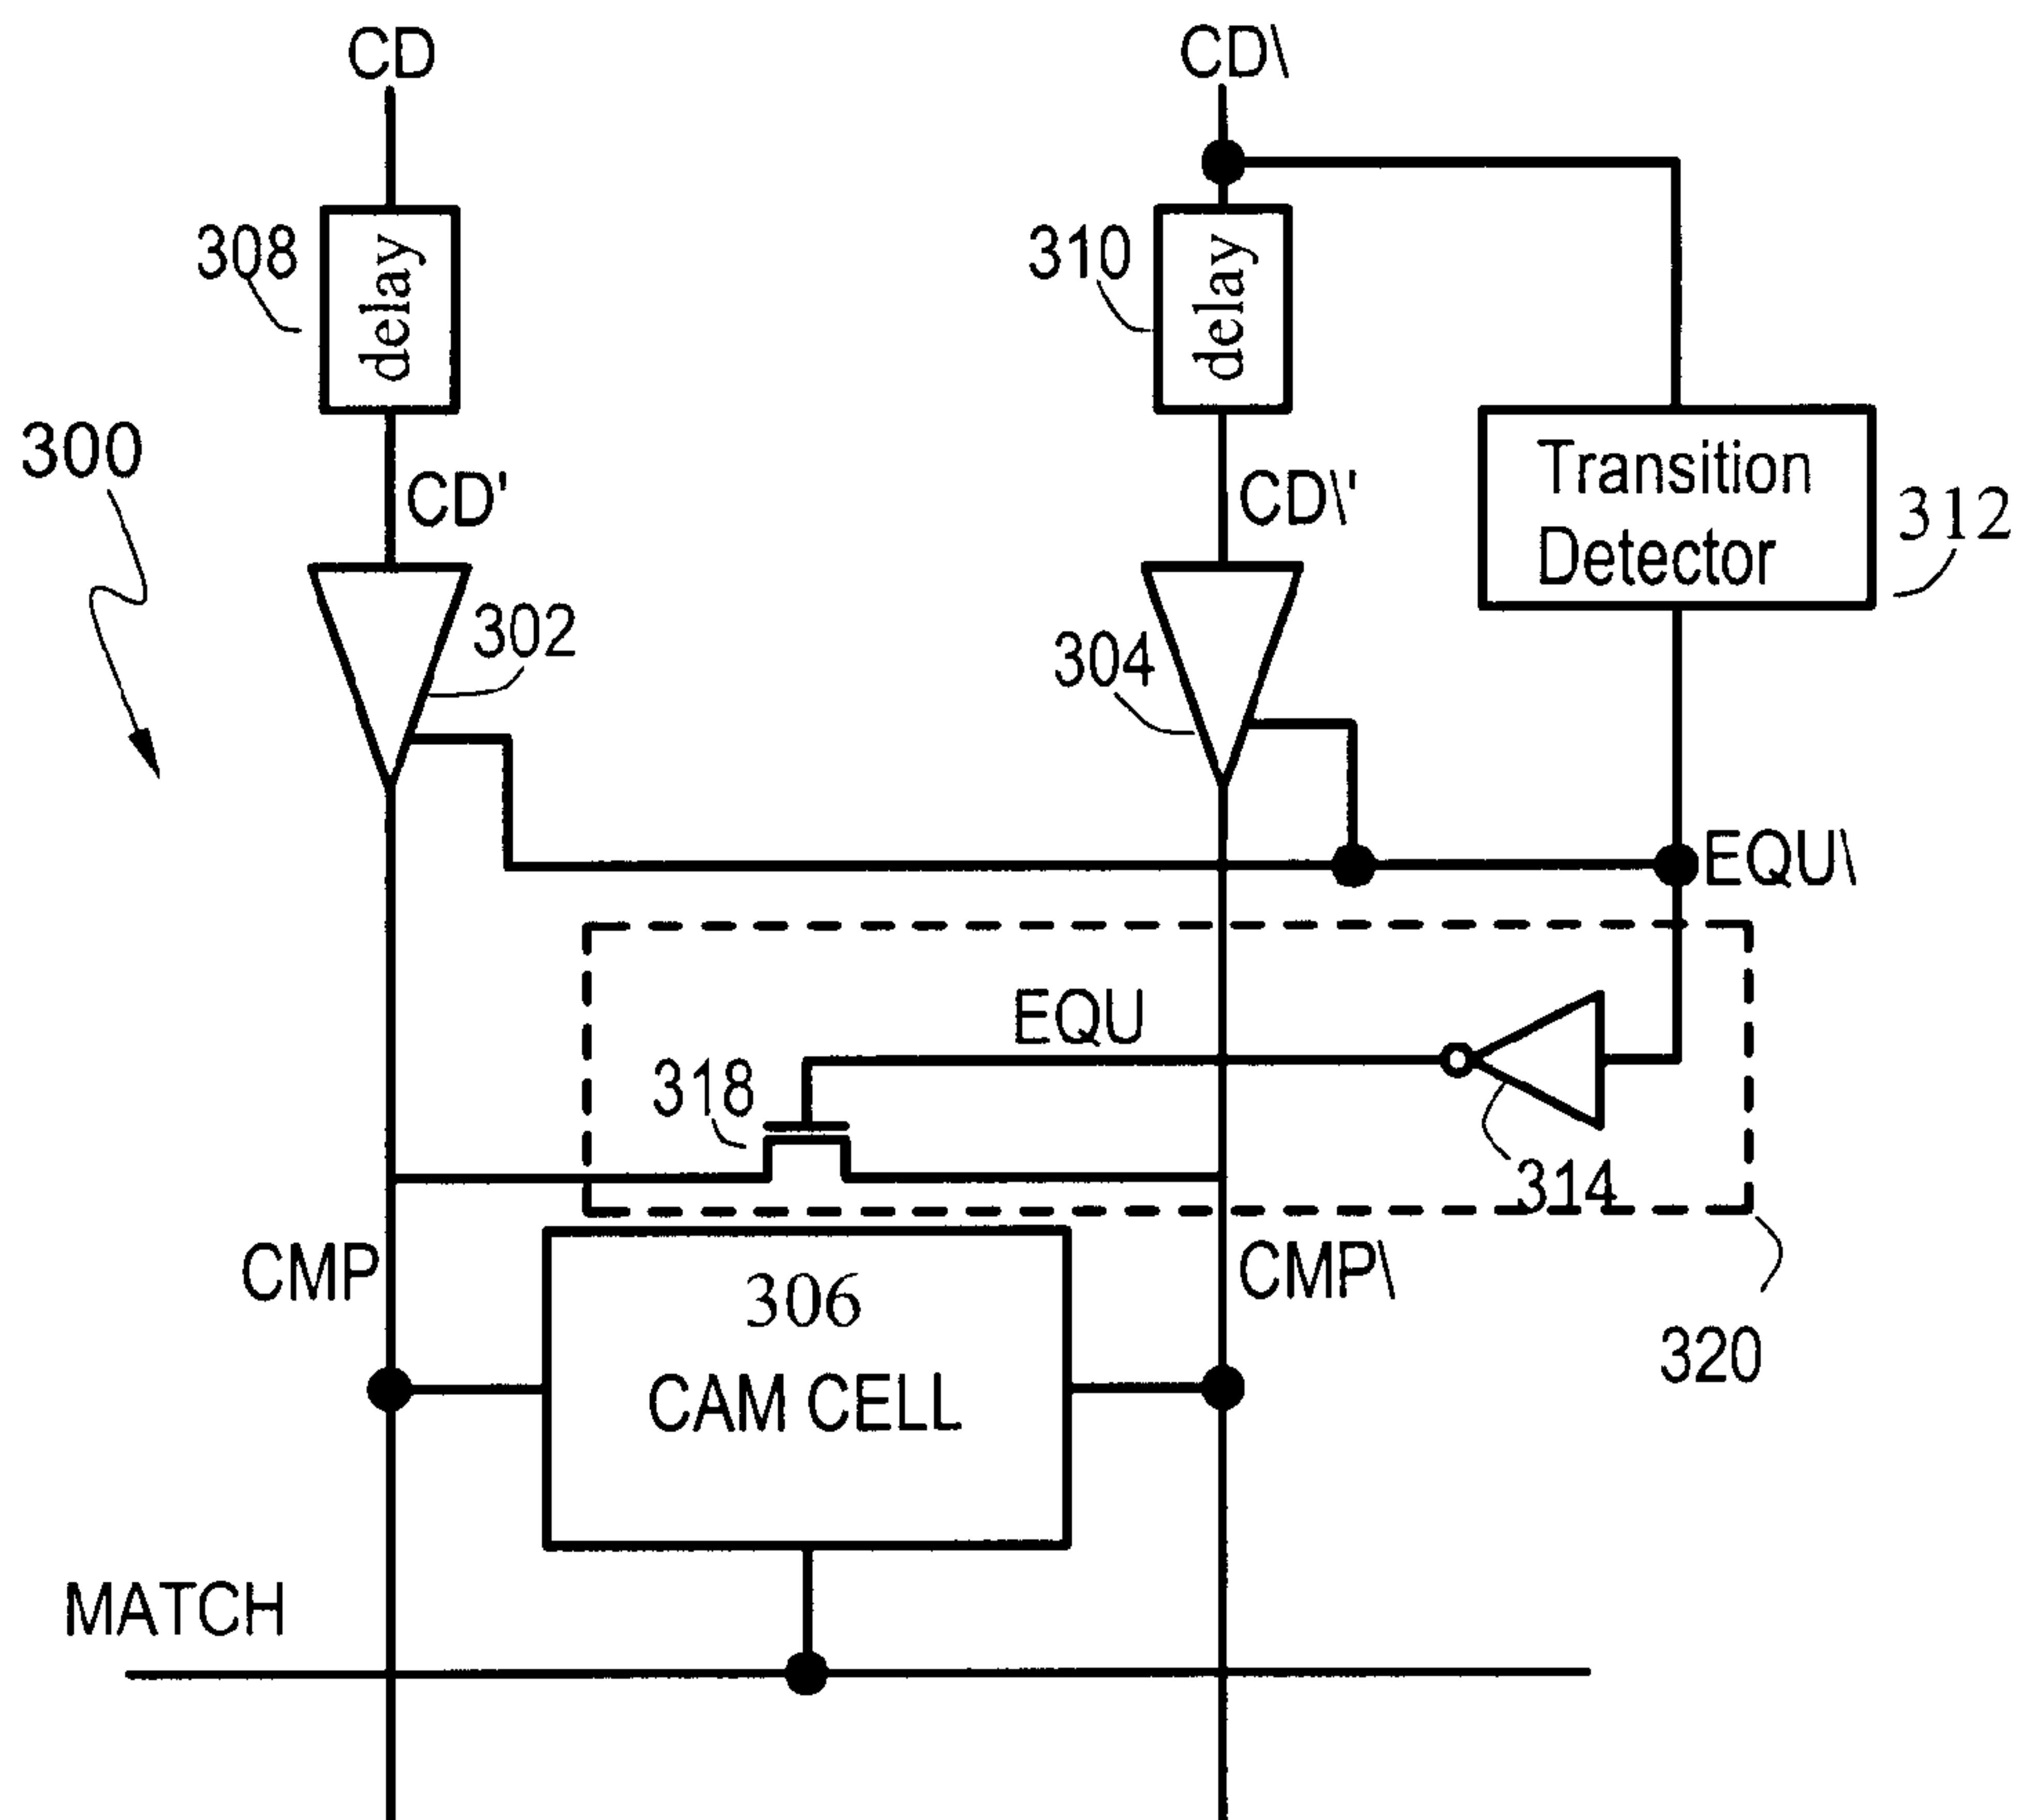 CD
CD\
308
delay
310
delay
300
CD'
CD\'
Transition
Detector
312
302
304
EQU\
EQU
318
314
CMP
306
CAM CELL
CMP\
320
MATCH